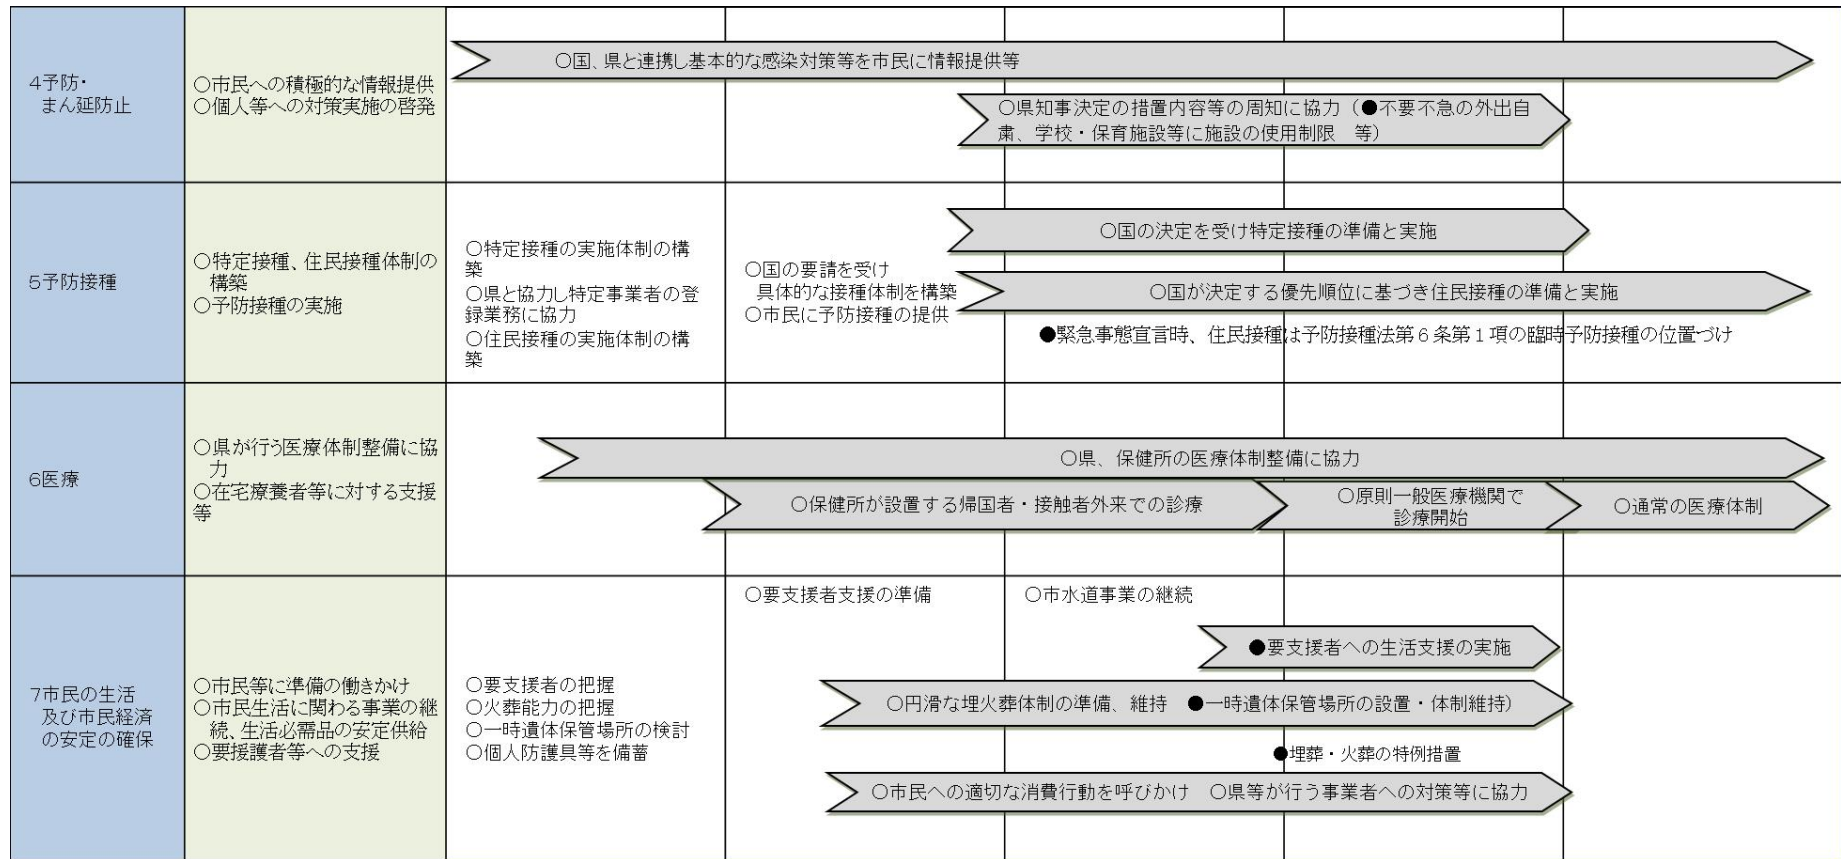 4予防・
まん延防止
○市民への積極的な情報提供
○個人等への対策実施の啓発
○国、県と連携し基本的な感染対策等を市民に情報提供等
○県知事決定の措置内容等の周知に協力（●不要不急の外出自
粛、学校・保育施設等に施設の使用制限　等）
5予防接種
○特定接種、住民接種体制の
構築
○予防接種の実施
○特定接種の実施体制の構
築
○県と協力し特定事業者の登
録業務に協力
○住民接種の実施体制の構
築
○国の要請を受け
具体的な接種体制を構築
○市民に予防接種の提供
○国の決定を受け特定接種の準備と実施
○国が決定する優先順位に基づき住民接種の準備と実施
●緊急事態宣言時、住民接種は予防接種法第６条第１項の臨時予防接種の位置づけ
6医療
○県が行う医療体制整備に協
力
○在宅療養者等に対する支援
等
○県、保健所の医療体制整備に協力
○保健所が設置する帰国者・接触者外来での診療
○原則一般医療機関で
診療開始
○通常の医療体制
7市民の生活
及び市民経済
の安定の確保
○市民等に準備の働きかけ
○市民生活に関わる事業の継
続、生活必需品の安定供給
○要援護者等への支援
○要支援者の把握
○火葬能力の把握
○一時遺体保管場所の検討
○個人防護具等を備蓄
○要支援者支援の準備
○市水道事業の継続
●要支援者への生活支援の実施
○円滑な埋火葬体制の準備、維持　●一時遺体保管場所の設置・体制維持）
●埋葬・火葬の特例措置
○市民への適切な消費行動を呼びかけ　○県等が行う事業者への対策等に協力